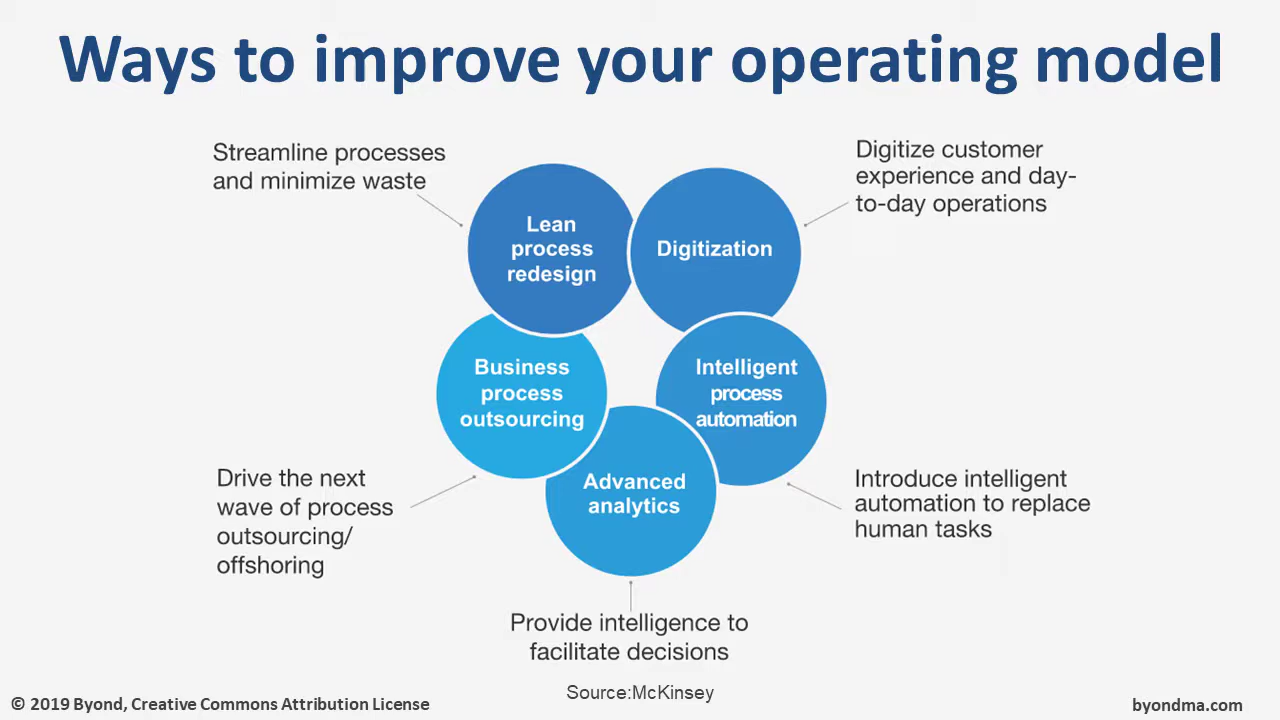 Ways to improve your operating model
Streamline processes
and minimize waste
Digitize customer
experience and day-
to-day operations
Lean
process
redesign
Digitization
Business
process
outsourcing
Intelligent
process
automation
Advanced
analytics
Drive the next
wave of process
outsourcing/
offshoring
Introduce intelligent
automation to replace
human tasks
Provide intelligence to
facilitate decisions
Source:McKinsey
© 2019 Byond, Creative Commons Attribution License
byondma.com